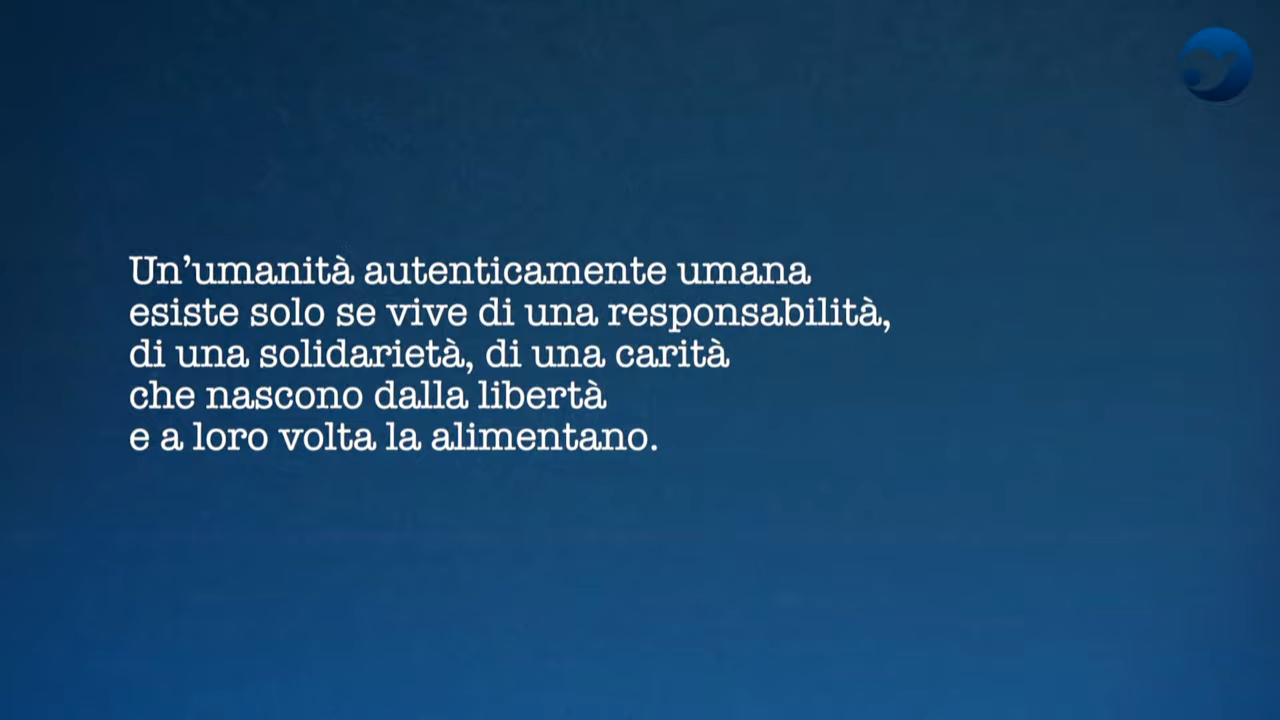 Un’umanità autenticamente umana
esiste solo se vive di una responsabilità,
di una solidarietà, di una carità
che nascono dalla libertà
e a loro volta la alimentano.